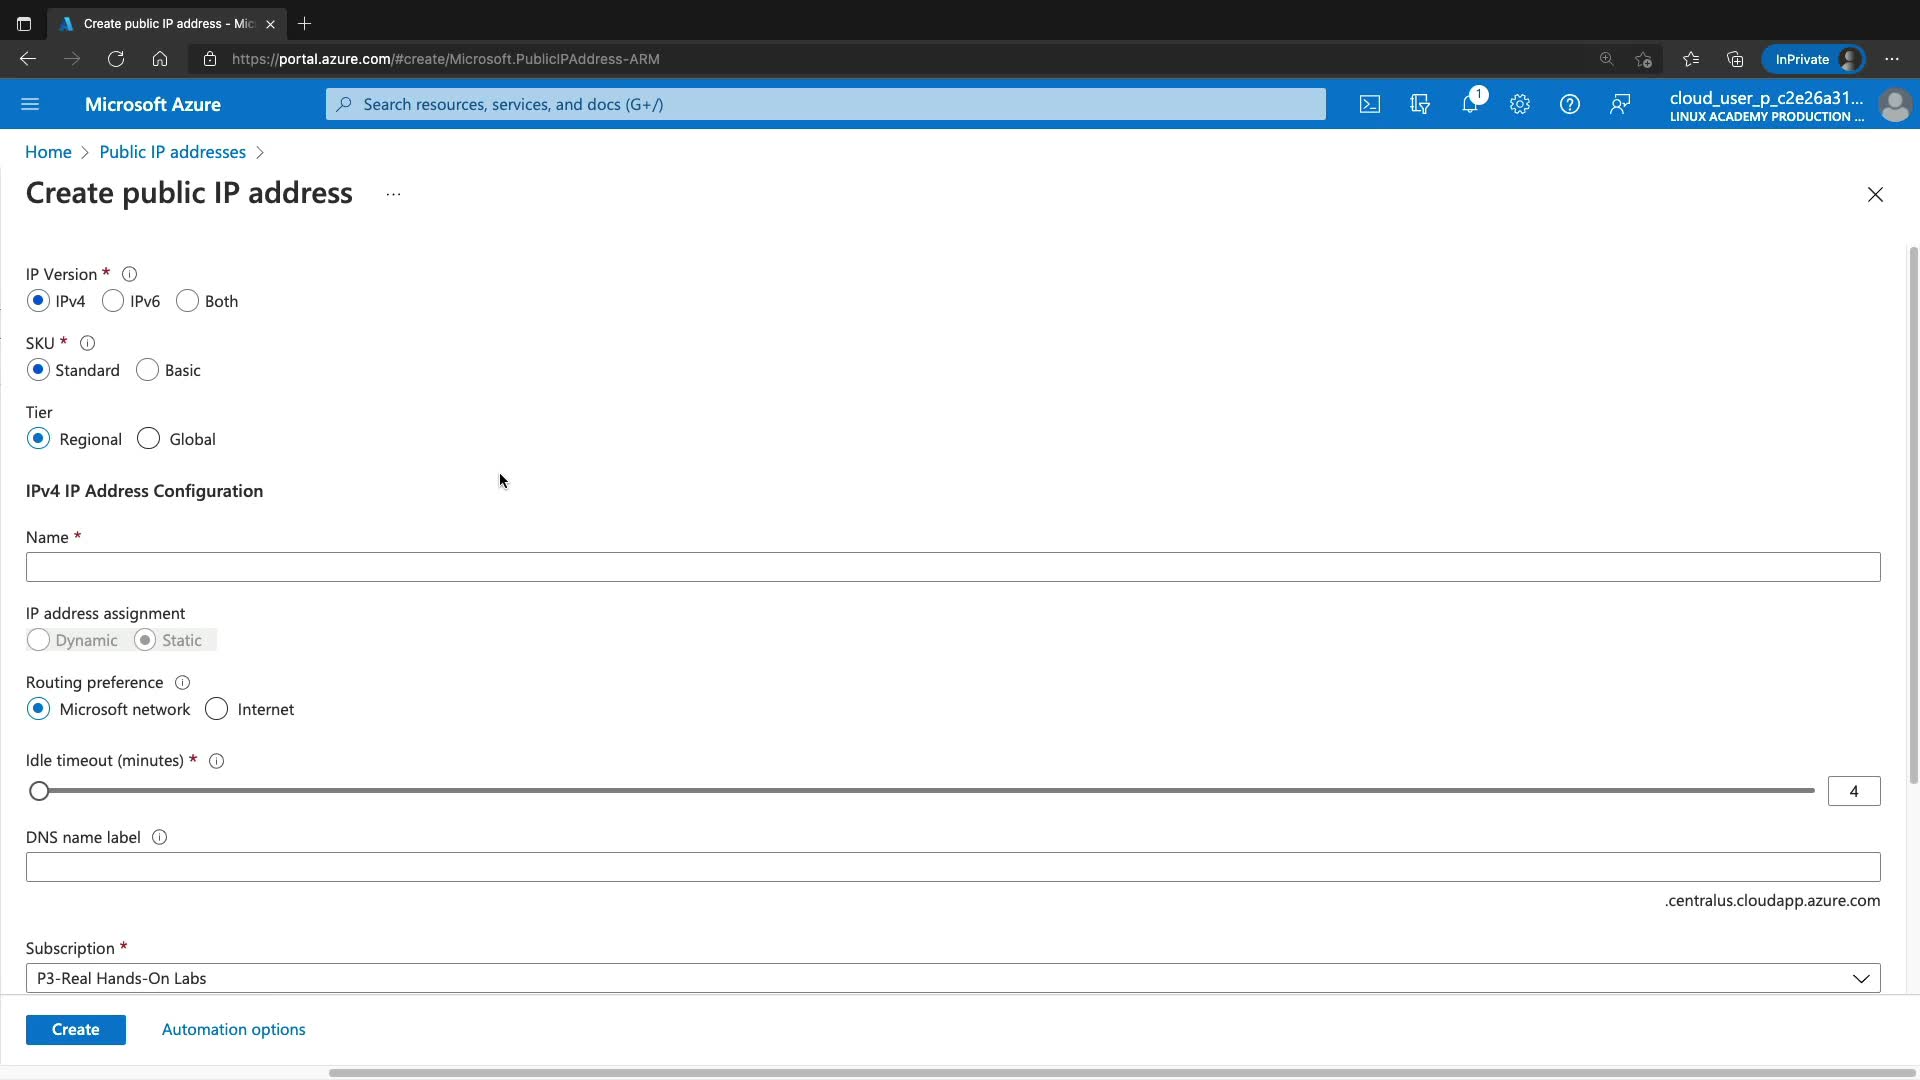 Create public IP address - Mic
https://portal.azure.com/#create/Microsoft.PublicIPAddress-ARM
InPrivate
Microsoft Azure
Search resources, services, and docs (G+/)
1
cloud_user_p_c2e26a31...
LINUX ACADEMY PRODUCTION ...
Home > Public IP addresses >
Create public IP address ...
IP Version *
IPv4 IPv6 Both
SKU *
Standard Basic
Tier
Regional Global
IPv4 IP Address Configuration
Name *
IP address assignment
Dynamic Static
Routing preference
Microsoft network Internet
Idle timeout (minutes) *
4
DNS name label
.centralus.cloudapp.azure.com
Subscription *
P3-Real Hands-On Labs
Create Automation options